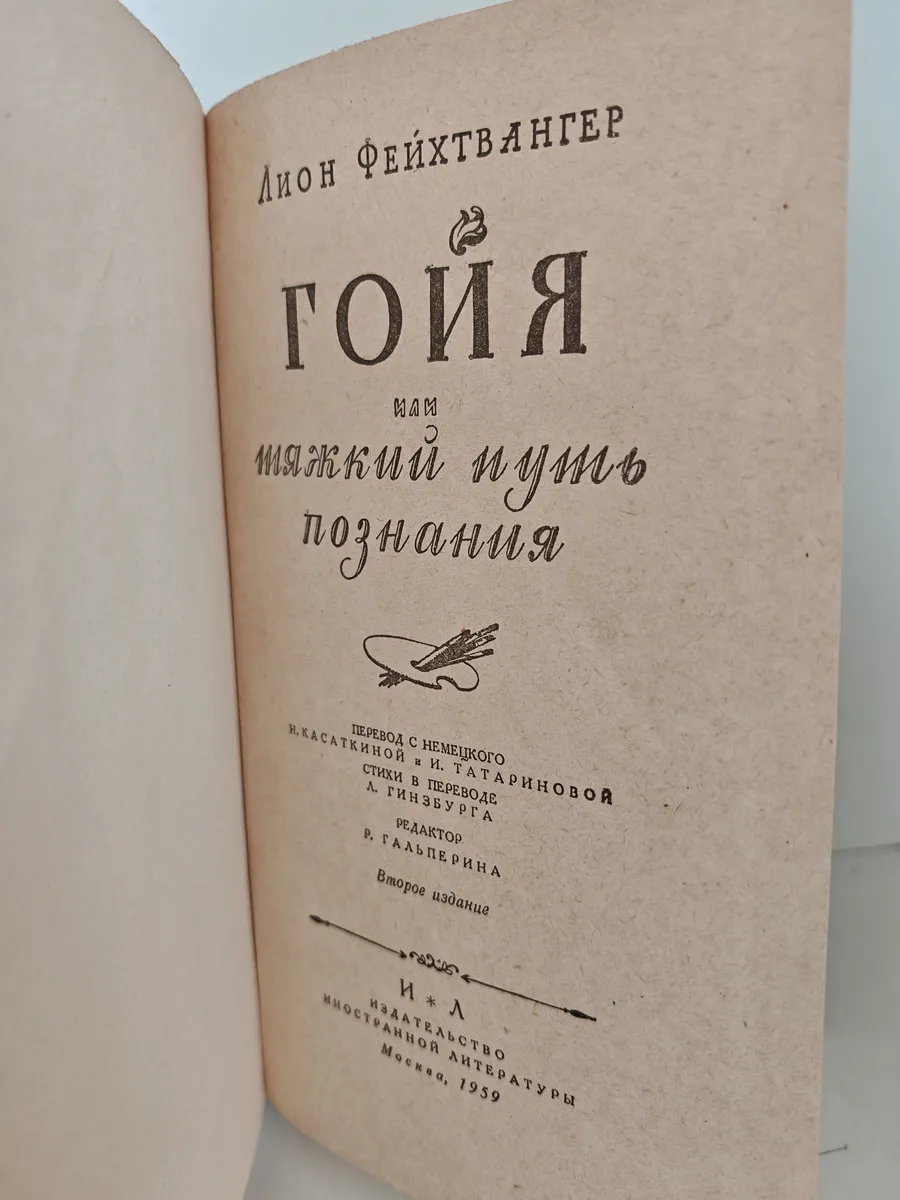 Лион Фейхтвангер
ГОЙЯ
или
тяжкий путь
познания
ПЕРЕВОД С НЕМЕЦКОГО
Н. КАСАТКИНОЙ и И. ТАТАРИНОВОЙ
СТИХИ В ПЕРЕВОДЕ
Л. ГИНЗБУРГА
РЕДАКТОР
Р. ГАЛЬПЕРИНА
Второе издание
И * Л
ИЗДАТЕЛЬСТВО
ИНОСТРАННОЙ ЛИТЕРАТУРЫ
Москва, 1959